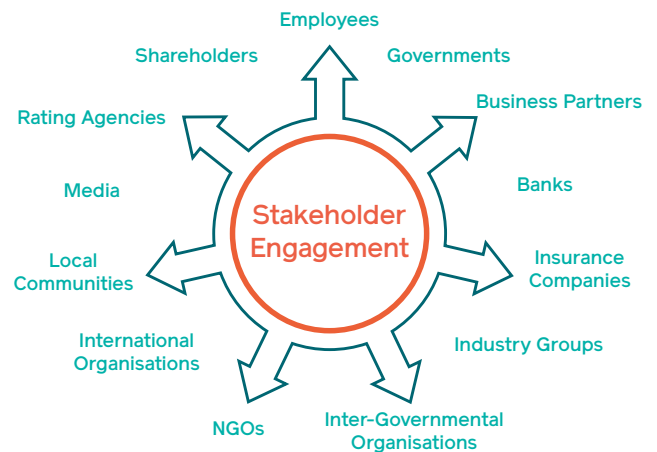 Employees
Shareholders
Governments
Business Partners
Rating Agencies
Banks
Media
Stakeholder
Engagement
Insurance
Companies
Local
Communities
Industry Groups
International
Organisations
Inter-Governmental
Organisations
NGOs